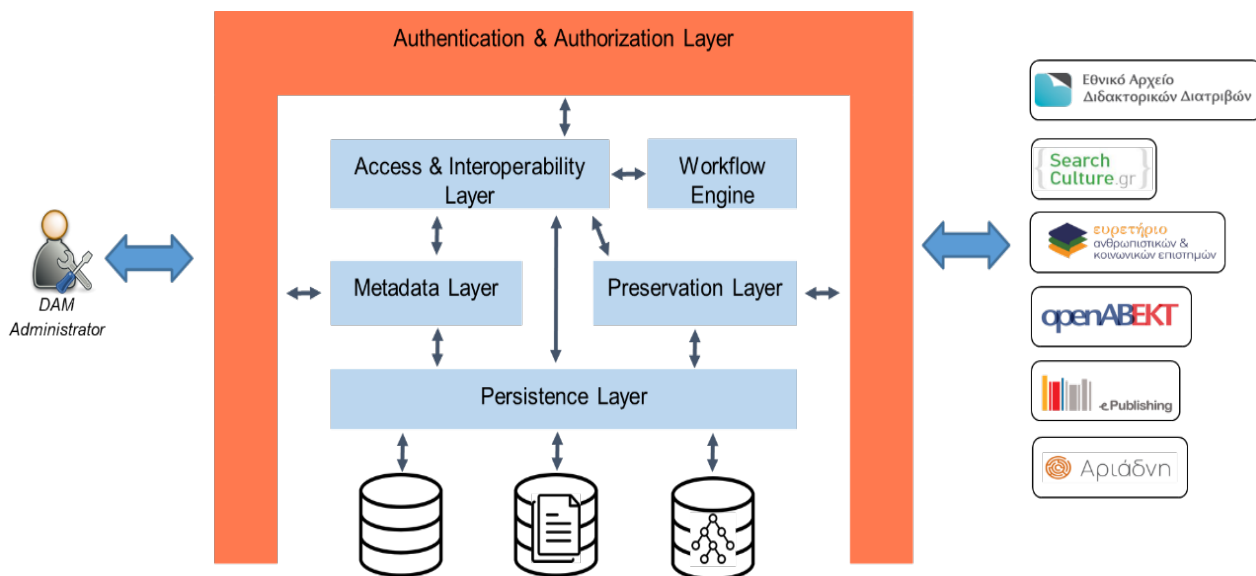 Authentication & Authorization Layer
Access & Interoperability
Layer
Workflow
Engine
Metadata Layer
Preservation Layer
Persistence Layer
DAM
Administrator
Εθνικό Αρχείο
Διδακτορικών Διατριβών
{Search
Culture.gr}
ευρετήριο
ανθρωπιστικών &
κοινωνικών επιστημών
openABEKT
ePublishing
Αριάδνη